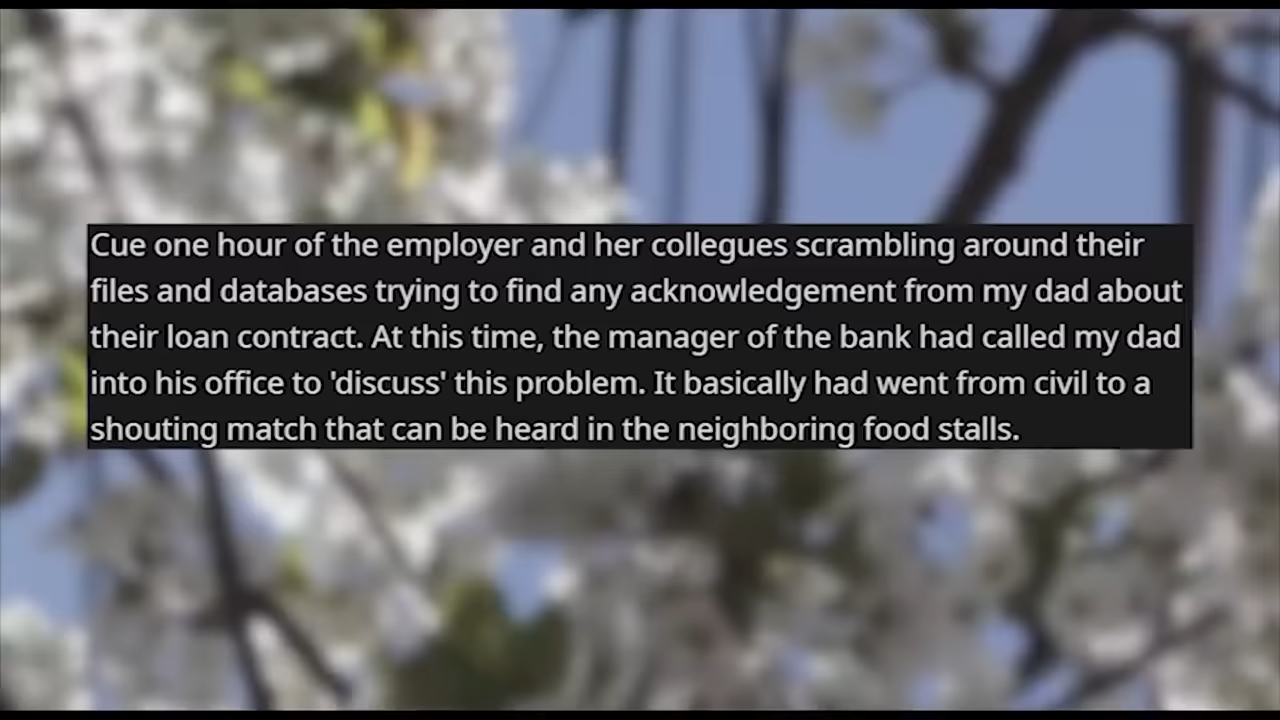 Cue one hour of the employer and her collegues scrambling around their
files and databases trying to find any acknowledgement from my dad about
their loan contract. At this time, the manager of the bank had called my dad
into his office to 'discuss' this problem. It basically had went from civil to a
shouting match that can be heard in the neighboring food stalls.